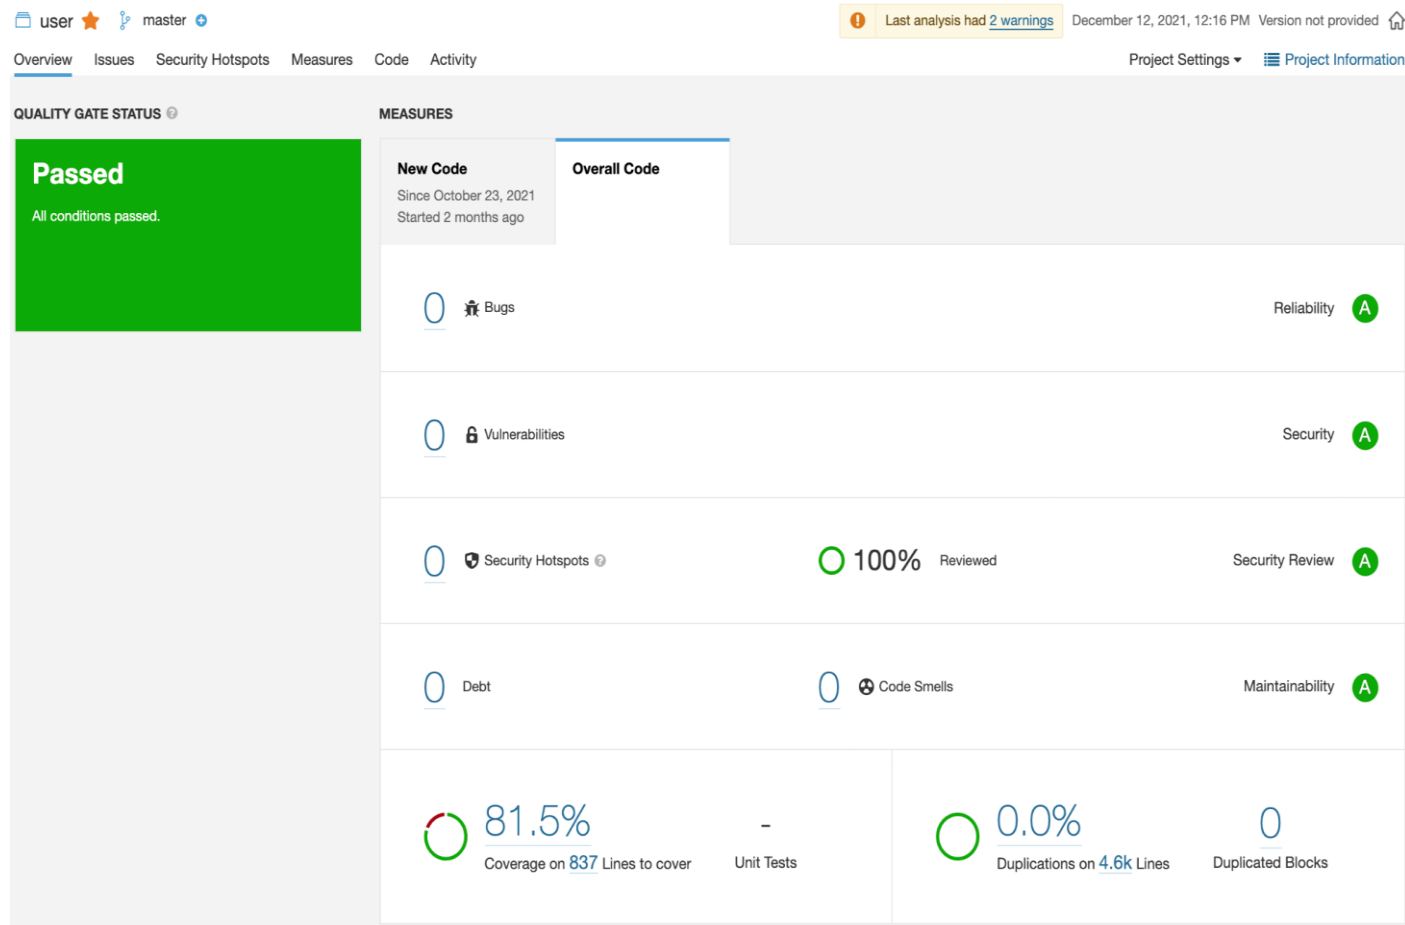 user master
Last analysis had 2 warnings December 12, 2021, 12:16 PM Version not provided
Overview Issues Security Hotspots Measures Code Activity
Project Settings Project Information
QUALITY GATE STATUS ?
Passed
All conditions passed.
MEASURES
New Code
Since October 23, 2021
Started 2 months ago
Overall Code
0 Bugs
Reliability A
0 Vulnerabilities
Security A
0 Security Hotspots ?
100% Reviewed
Security Review A
0 Debt
0 Code Smells
Maintainability A
81.5%
Coverage on 837 Lines to cover
-
Unit Tests
0.0%
Duplications on 4.6k Lines
0
Duplicated Blocks